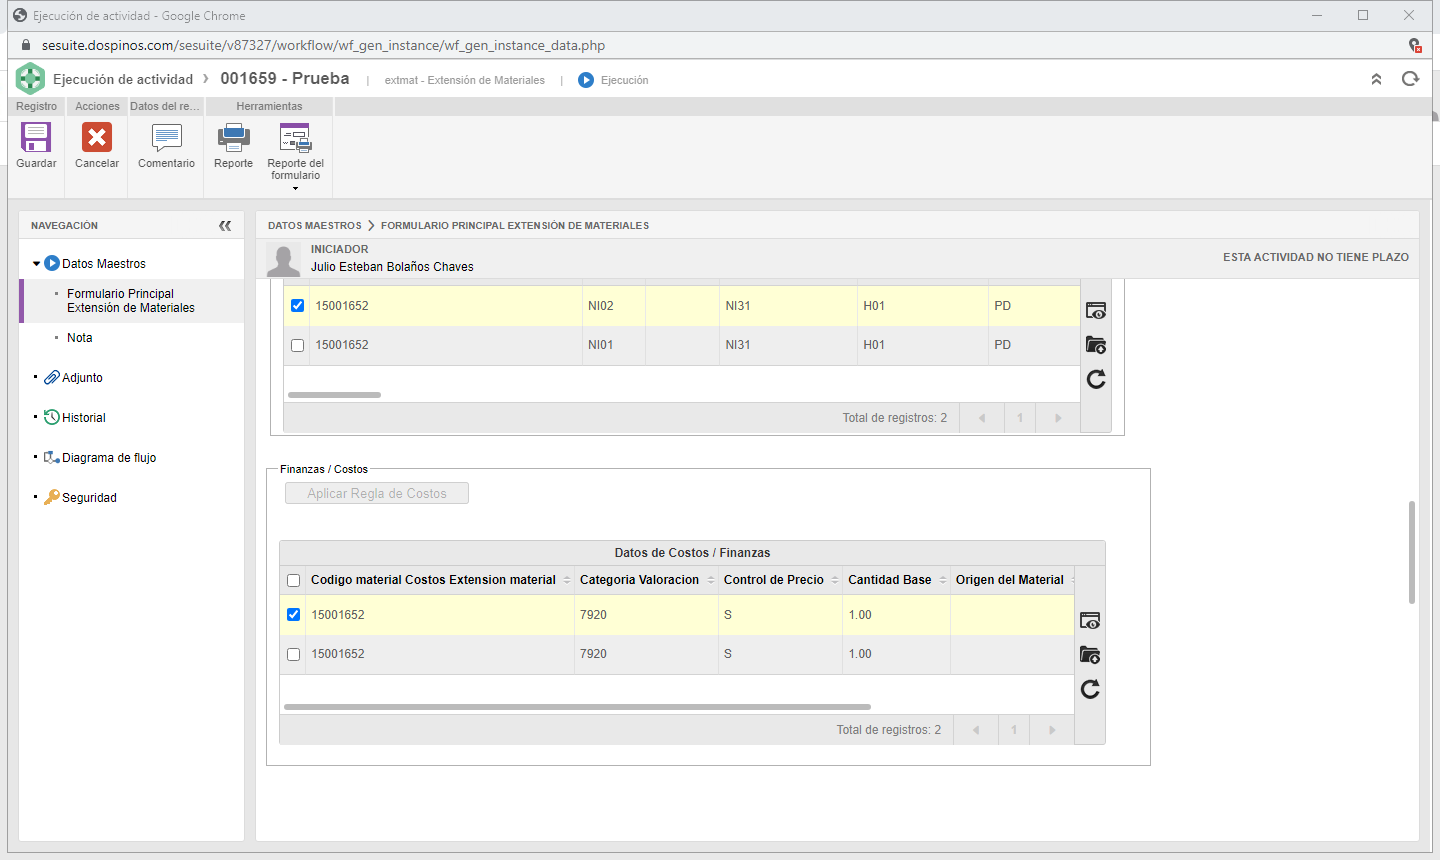 Ejecución de actividad - Google Chrome
sesuite.dospinos.com/sesuite/v87327/workflow/wf_gen_instance/wf_gen_instance_data.php
Ejecución de actividad 001659 - Prueba | extmat - Extensión de Materiales | Ejecución
Registro Acciones Datos del re... Herramientas
Guardar Cancelar Comentario Reporte Reporte del formulario
NAVEGACIÓN
Datos Maestros
Formulario Principal
Extensión de Materiales
Nota
Adjunto
Historial
Diagrama de flujo
Seguridad
DATOS MAESTROS FORMULARIO PRINCIPAL EXTENSIÓN DE MATERIALES
INICIADOR
Julio Esteban Bolaños Chaves
ESTA ACTIVIDAD NO TIENE PLAZO
15001652 NI02 NI31 H01 PD
15001652 NI01 NI31 H01 PD
Total de registros: 2 1
Finanzas / Costos
Aplicar Regla de Costos
Datos de Costos / Finanzas
Codigo material Costos Extension material Categoria Valoracion Control de Precio Cantidad Base Origen del Material
15001652 7920 S 1.00
15001652 7920 S 1.00
Total de registros: 2 1